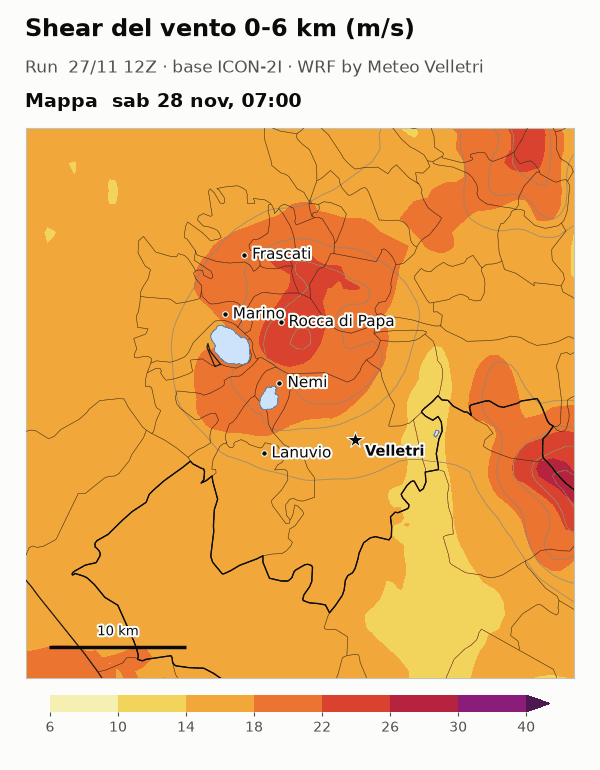 Shear del vento 0-6 km (m/s)
Run  27/11 12Z · base ICON-2I · WRF by Meteo Velletri
Mappa  sab 28 nov, 07:00
Frascati
Marino
Rocca di Papa
Nemi
Velletri
Lanuvio
10 km
6 10 14 18 22 26 30 40